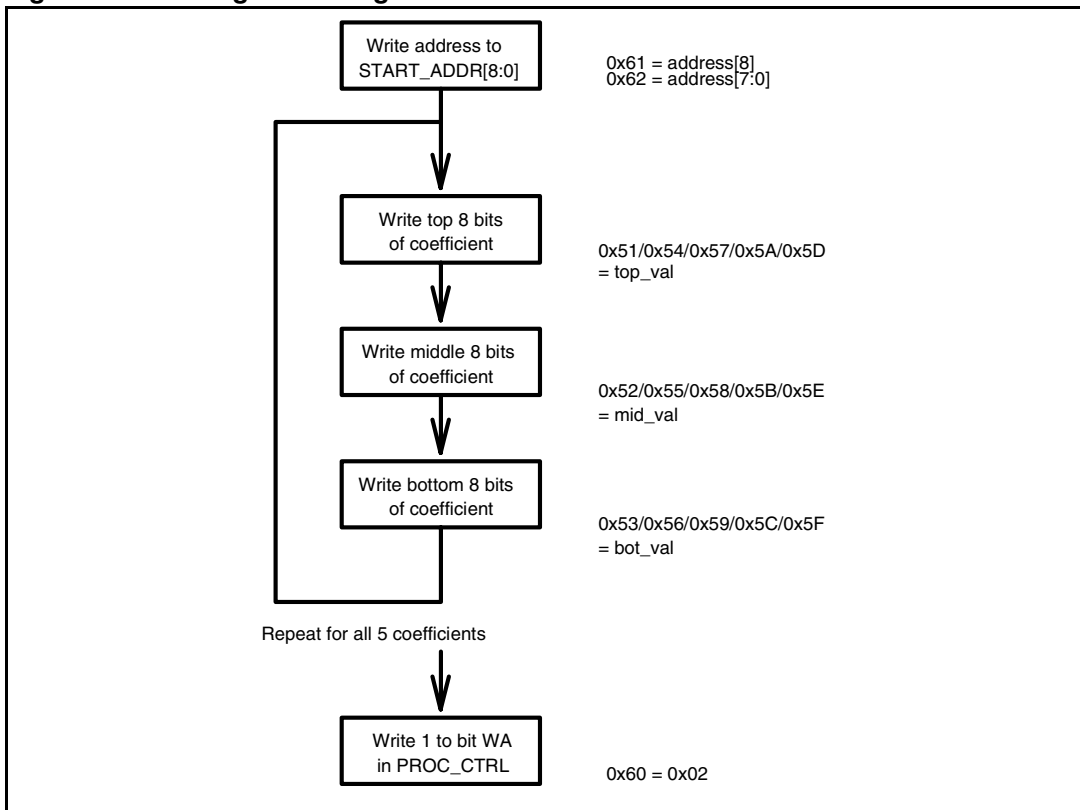 Write address to
START_ADDR[8:0]
0x61 = address[8]
0x62 = address[7:0]
Write top 8 bits
of coefficient
0x51/0x54/0x57/0x5A/0x5D
= top_val
Write middle 8 bits
of coefficient
0x52/0x55/0x58/0x5B/0x5E
= mid_val
Write bottom 8 bits
of coefficient
0x53/0x56/0x59/0x5C/0x5F
= bot_val
Repeat for all 5 coefficients
Write 1 to bit WA
in PROC_CTRL
0x60 = 0x02